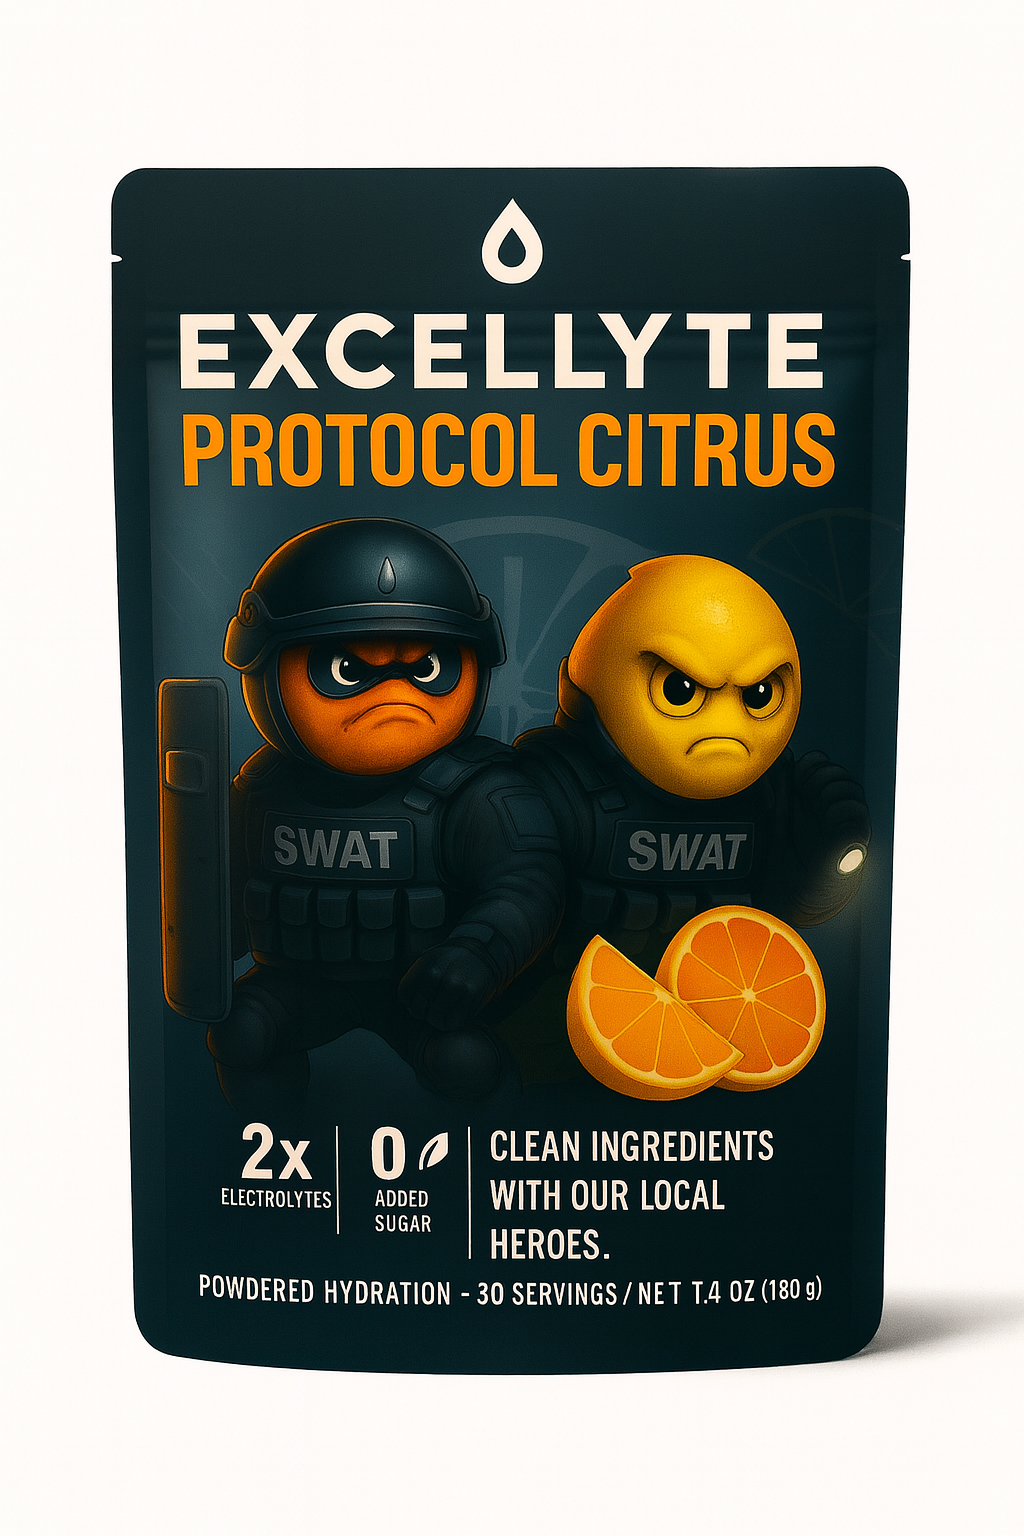 EXCELLYTE
PROTOCOL CITRUS
SWAT
SWAT
2x
ELECTROLYTES
0
ADDED
SUGAR
CLEAN INGREDIENTS
WITH OUR LOCAL
HEROES.
POWDERED HYDRATION - 30 SERVINGS / NET T.4 OZ (180 g)